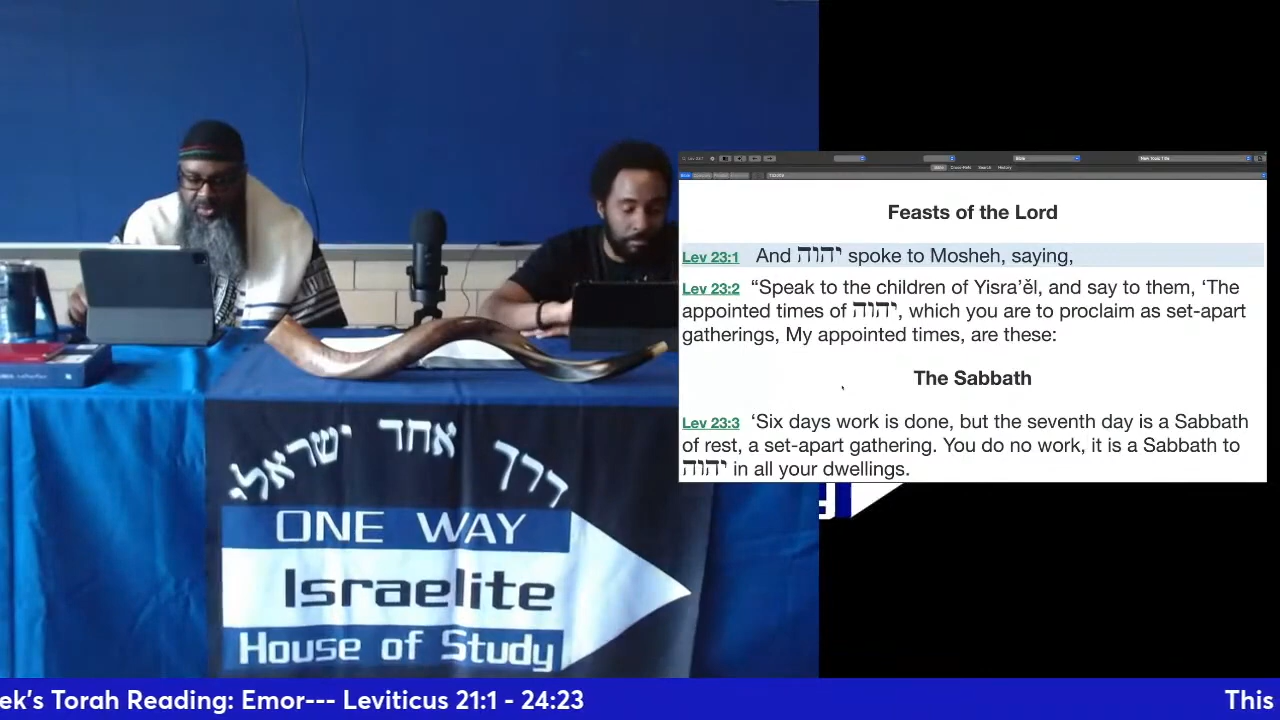 Feasts of the Lord
Lev 23:1 And יהוה spoke to Mosheh, saying,
Lev 23:2 “Speak to the children of Yisra’ĕl, and say to them, ‘The
appointed times of יהוה, which you are to proclaim as set-apart
gatherings, My appointed times, are these:
The Sabbath
Lev 23:3 ‘Six days work is done, but the seventh day is a Sabbath
of rest, a set-apart gathering. You do no work, it is a Sabbath to
יהוה in all your dwellings.
דרך אחד ישראלי
ONE WAY
Israelite
House of Study
ek’s Torah Reading: Emor--- Leviticus 21:1 - 24:23
This